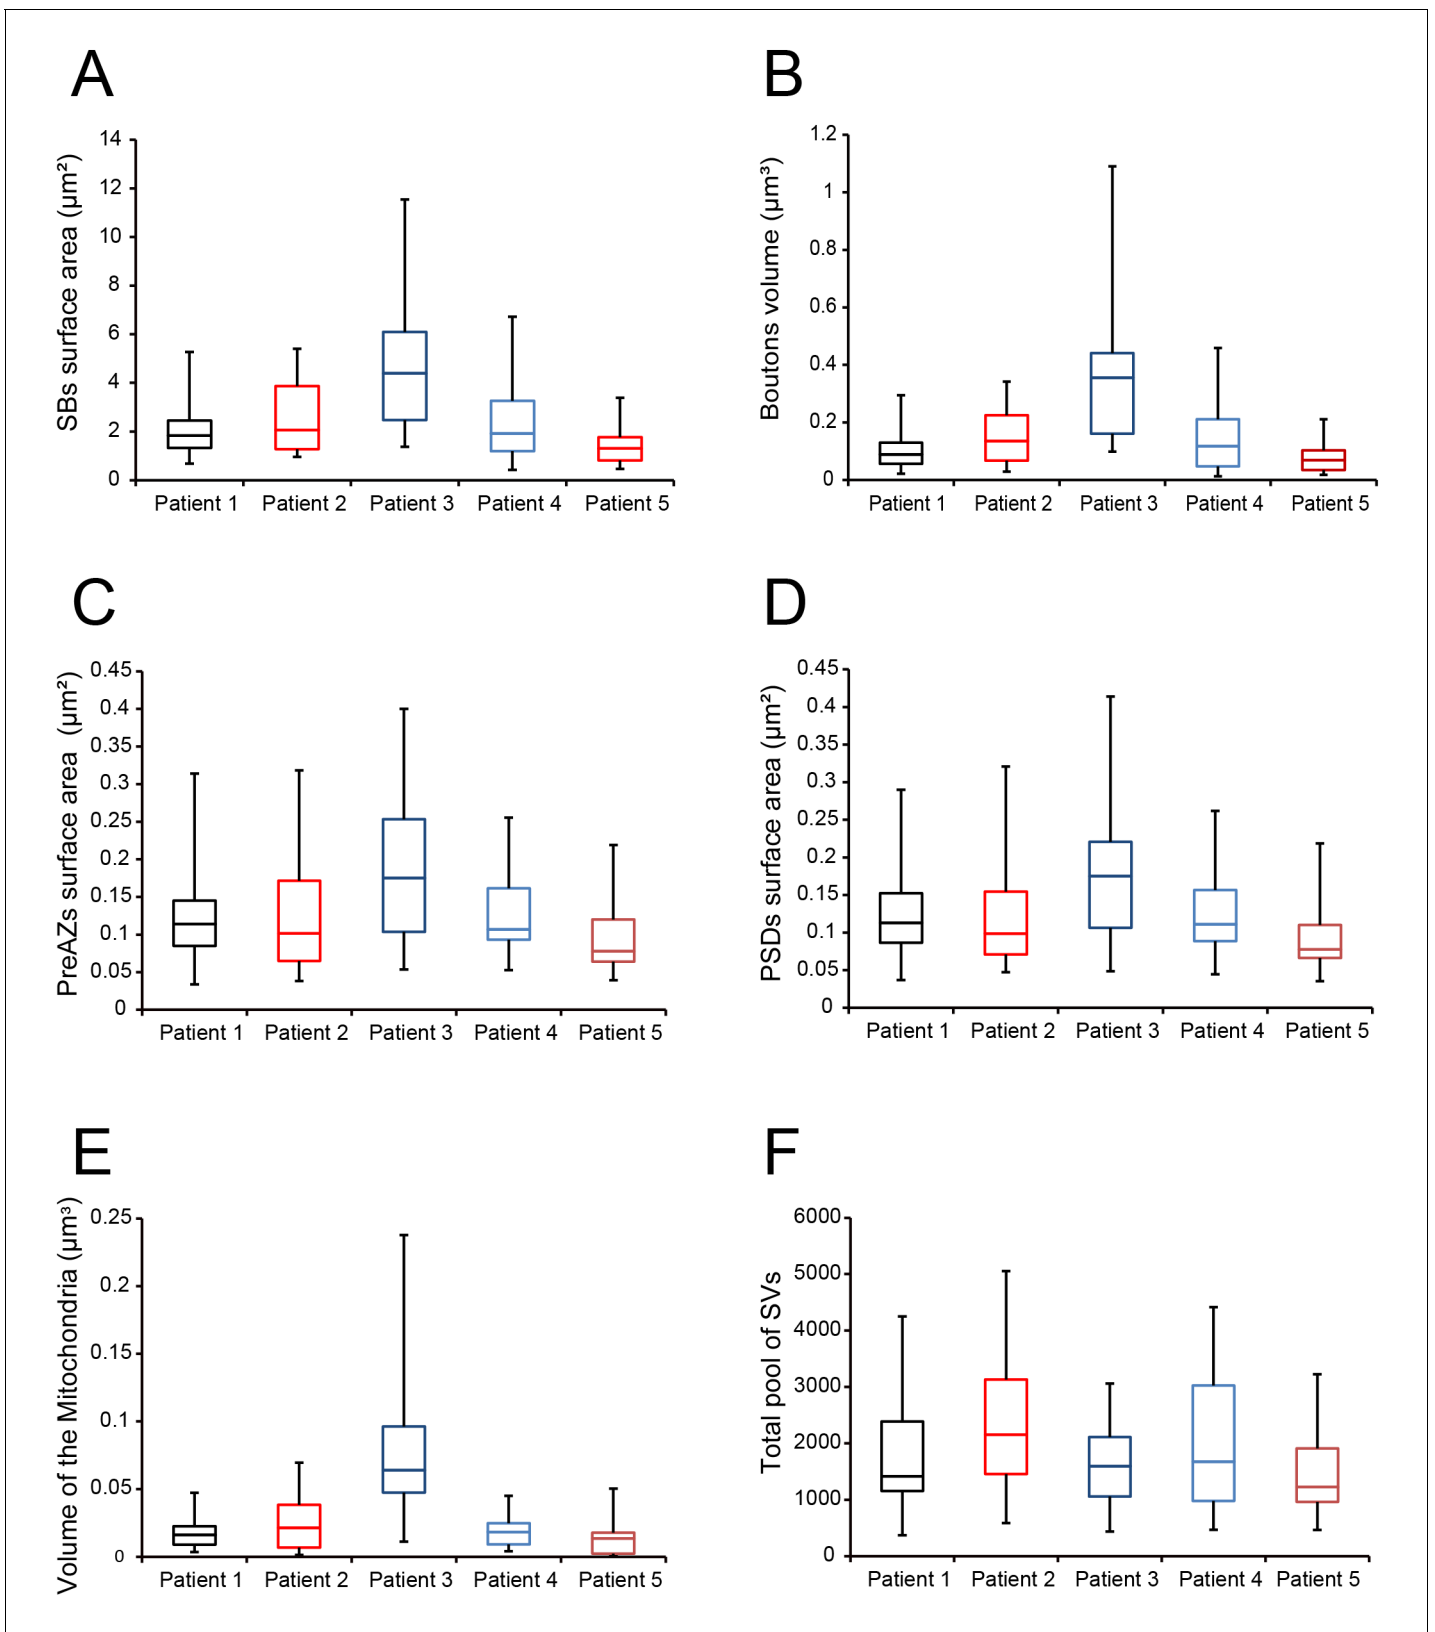 A
SBs surface area (µm²)
14
12
10
8
6
4
2
0
Patient 1 Patient 2 Patient 3 Patient 4 Patient 5
B
Boutons volume (µm³)
1.2
1
0.8
0.6
0.4
0.2
0
Patient 1 Patient 2 Patient 3 Patient 4 Patient 5
C
PreAZs surface area (µm²)
0.45
0.4
0.35
0.3
0.25
0.2
0.15
0.1
0.05
0
Patient 1 Patient 2 Patient 3 Patient 4 Patient 5
D
PSDs surface area (µm²)
0.45
0.4
0.35
0.3
0.25
0.2
0.15
0.1
0.05
0
Patient 1 Patient 2 Patient 3 Patient 4 Patient 5
E
Volume of the Mitochondria (µm³)
0.25
0.2
0.15
0.1
0.05
0
Patient 1 Patient 2 Patient 3 Patient 4 Patient 5
F
Total pool of SVs
6000
5000
4000
3000
2000
1000
0
Patient 1 Patient 2 Patient 3 Patient 4 Patient 5